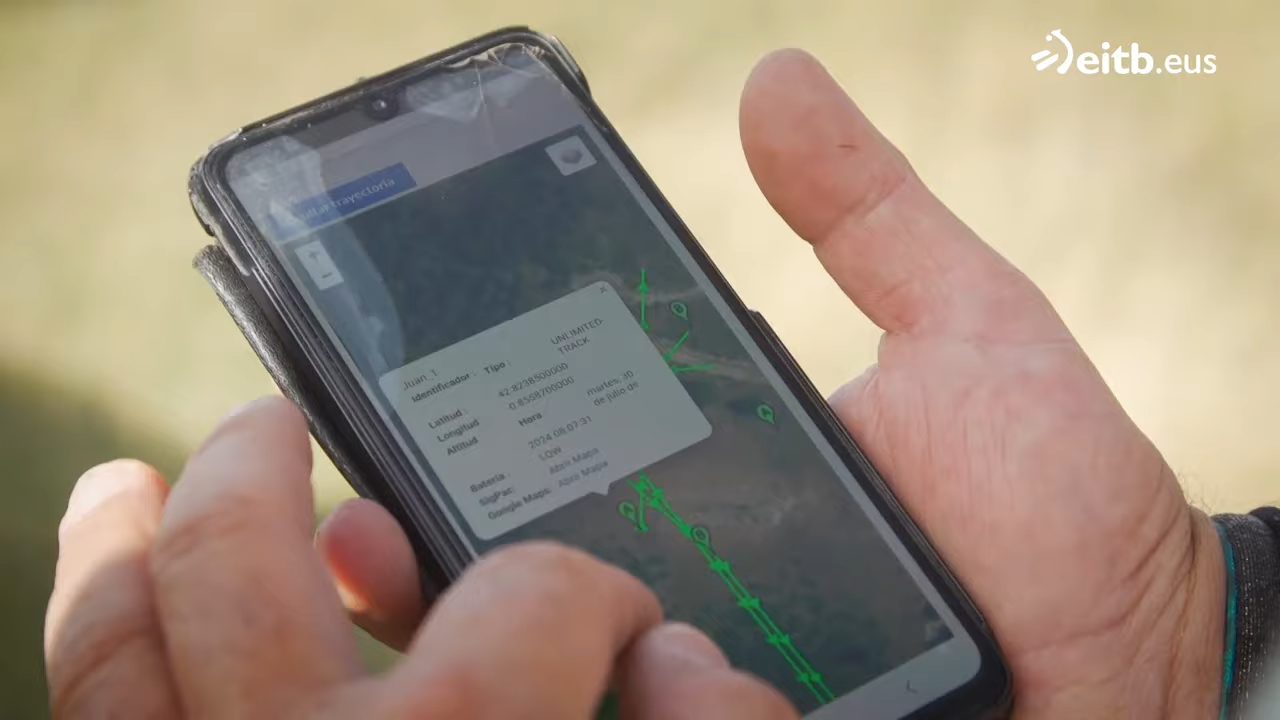 eitb.eus
trayectoria
Juan_1
Identificador : Tipo : UNLIMITED-
TRACK
Latitud : 42.8238500000
Longitud 0.8558700000
Altitud Hora martes, 30
de julio de
2024 08:07:31
Batería : LOW
SigPac: Abrir Mapa
Google Maps: Abrir Mapa